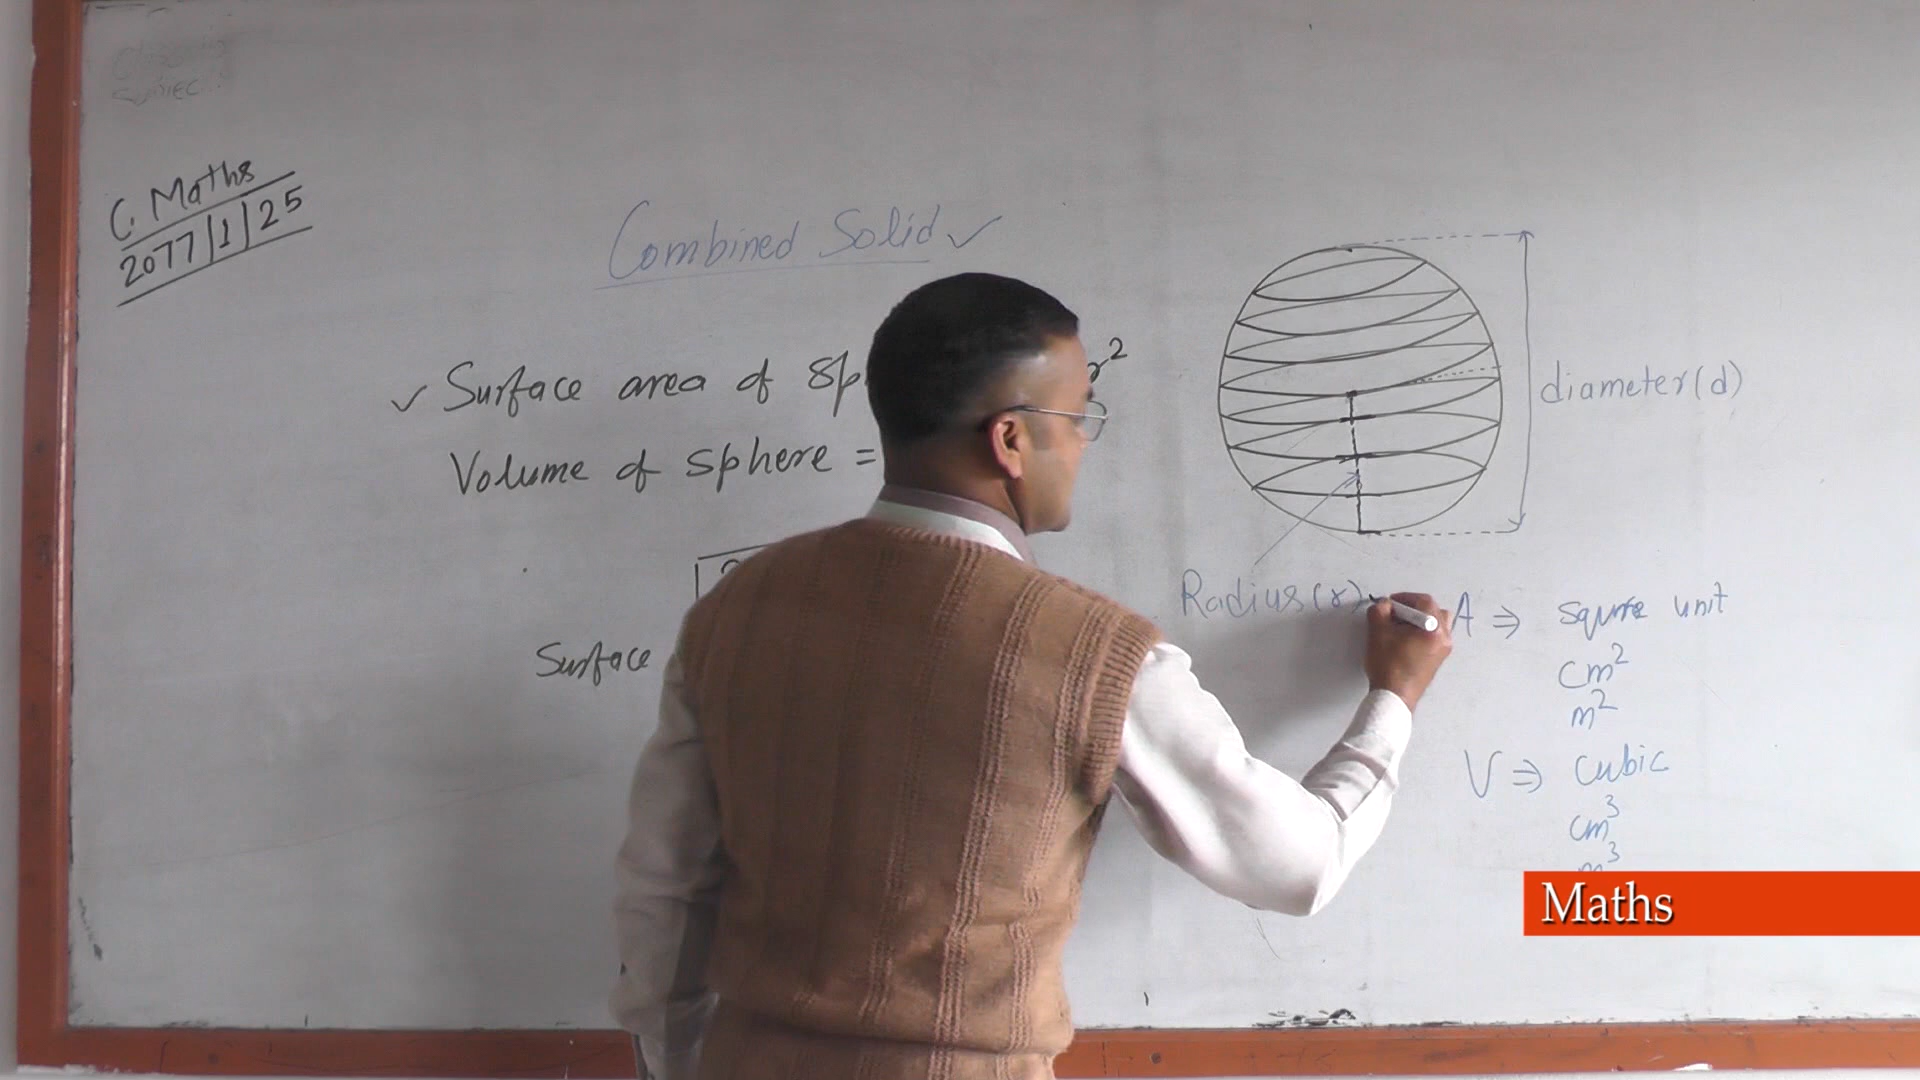 C. Maths
2077/1/25
Combined Solid ✓
✓ Surface area of sp r²
Volume of sphere =
Surface
diameter(d)
Radius(r)
A ⇒ square unit
cm²
m²
V ⇒ cubic
cm³
m³
Maths